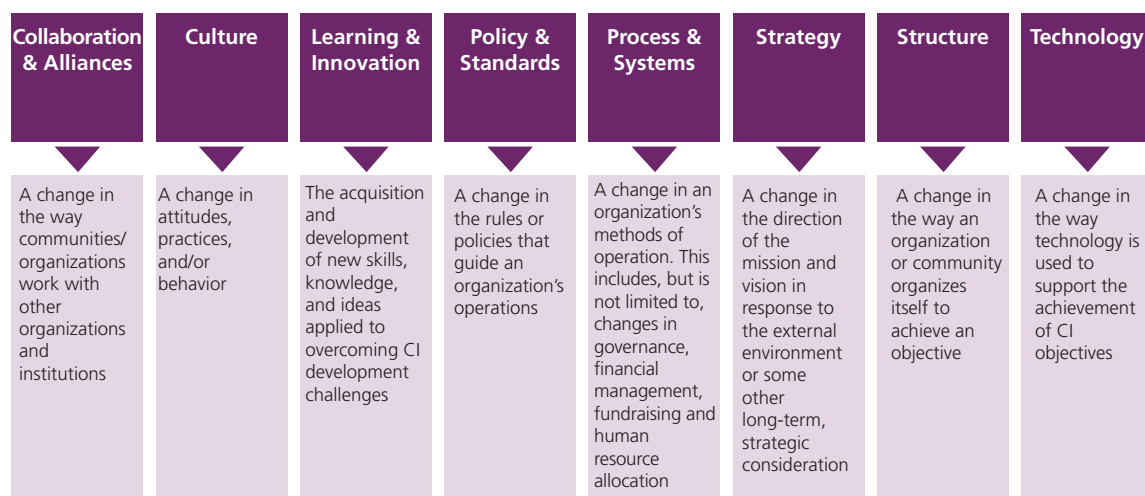 Collaboration
& Alliances
Culture
Learning &
Innovation
Policy &
Standards
Process &
Systems
Strategy
Structure
Technology
A change in
the way
communities/
organizations
work with
other
organizations
and
institutions
A change in
attitudes,
practices,
and/or
behavior
The acquisition
and
development
of new skills,
knowledge,
and ideas
applied to
overcoming CI
development
challenges
A change in
the rules or
policies that
guide an
organization’s
operations
A change in an
organization’s
methods of
operation. This
includes, but is
not limited to,
changes in
governance,
financial
management,
fundraising and
human
resource
allocation
A change in
the direction
of the
mission and
vision in
response to
the external
environment
or some
other
long-term,
strategic
consideration
A change in
the way an
organization
or community
organizes
itself to
achieve an
objective
A change in
the way
technology is
used to
support the
achievement
of CI
objectives